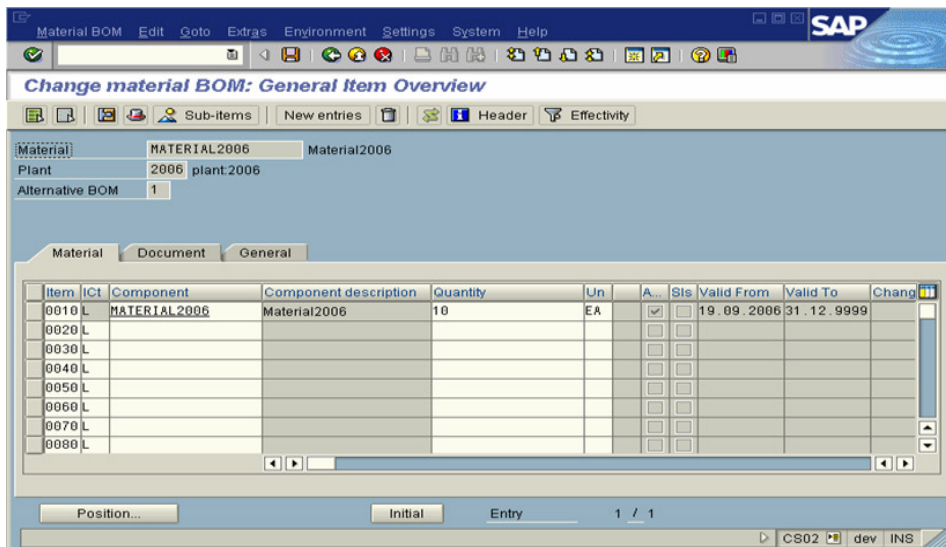 Material BOM Edit Goto Extras Environment Settings System Help
SAP
Change material BOM: General Item Overview
Sub-items New entries Header Effectivity
Material MATERIAL2006 Material2006
Plant 2006 plant:2006
Alternative BOM 1
Material Document General
Item ICt Component Component description Quantity Un A... SIs Valid From Valid To Chang
0010 L MATERIAL2006 Material2006 10 EA 19.09.2006 31.12.9999
0020 L
0030 L
0040 L
0050 L
0060 L
0070 L
0080 L
Position... Initial Entry 1 / 1
CS02 dev INS